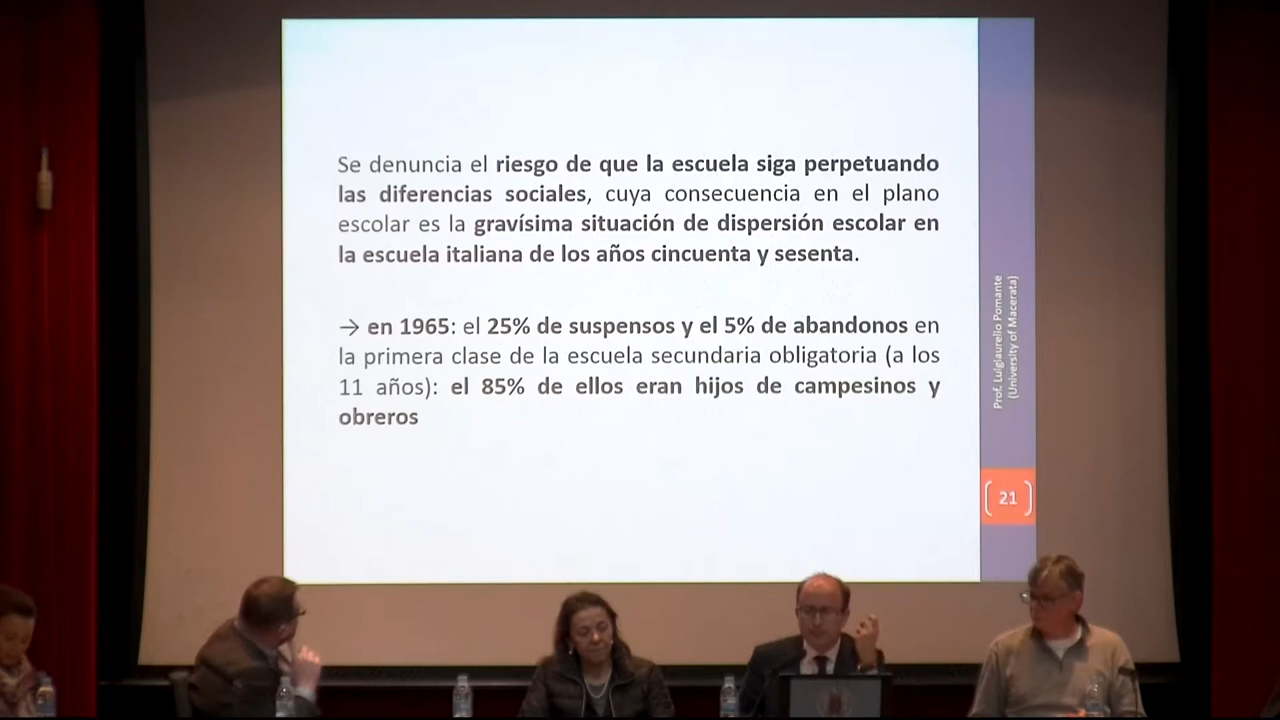 Se denuncia el riesgo de que la escuela siga perpetuando
las diferencias sociales, cuya consecuencia en el plano
escolar es la gravísima situación de dispersión escolar en
la escuela italiana de los años cincuenta y sesenta.
→ en 1965: el 25% de suspensos y el 5% de abandonos en
la primera clase de la escuela secundaria obligatoria (a los
11 años): el 85% de ellos eran hijos de campesinos y
obreros
Prof. Luigiaurelio Pomante
(University of Macerata)
21